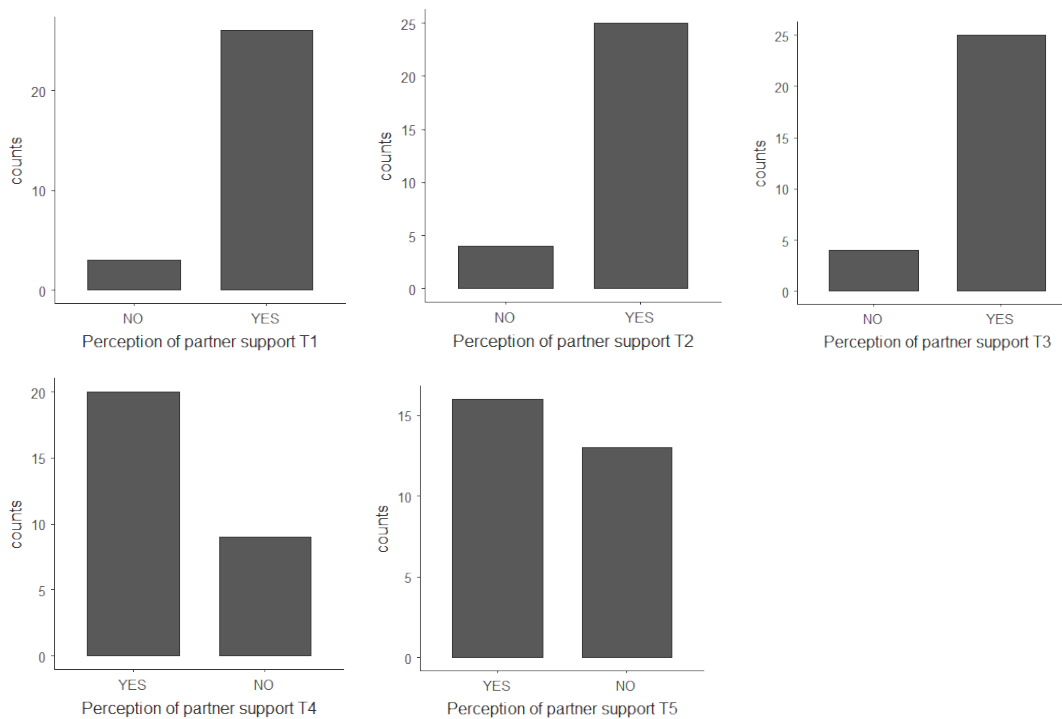 counts
20
10
0
NO YES
Perception of partner support T1
counts
25
20
15
10
5
0
NO YES
Perception of partner support T2
counts
25
20
15
10
5
0
NO YES
Perception of partner support T3
counts
20
15
10
5
0
YES NO
Perception of partner support T4
counts
15
10
5
0
YES NO
Perception of partner support T5